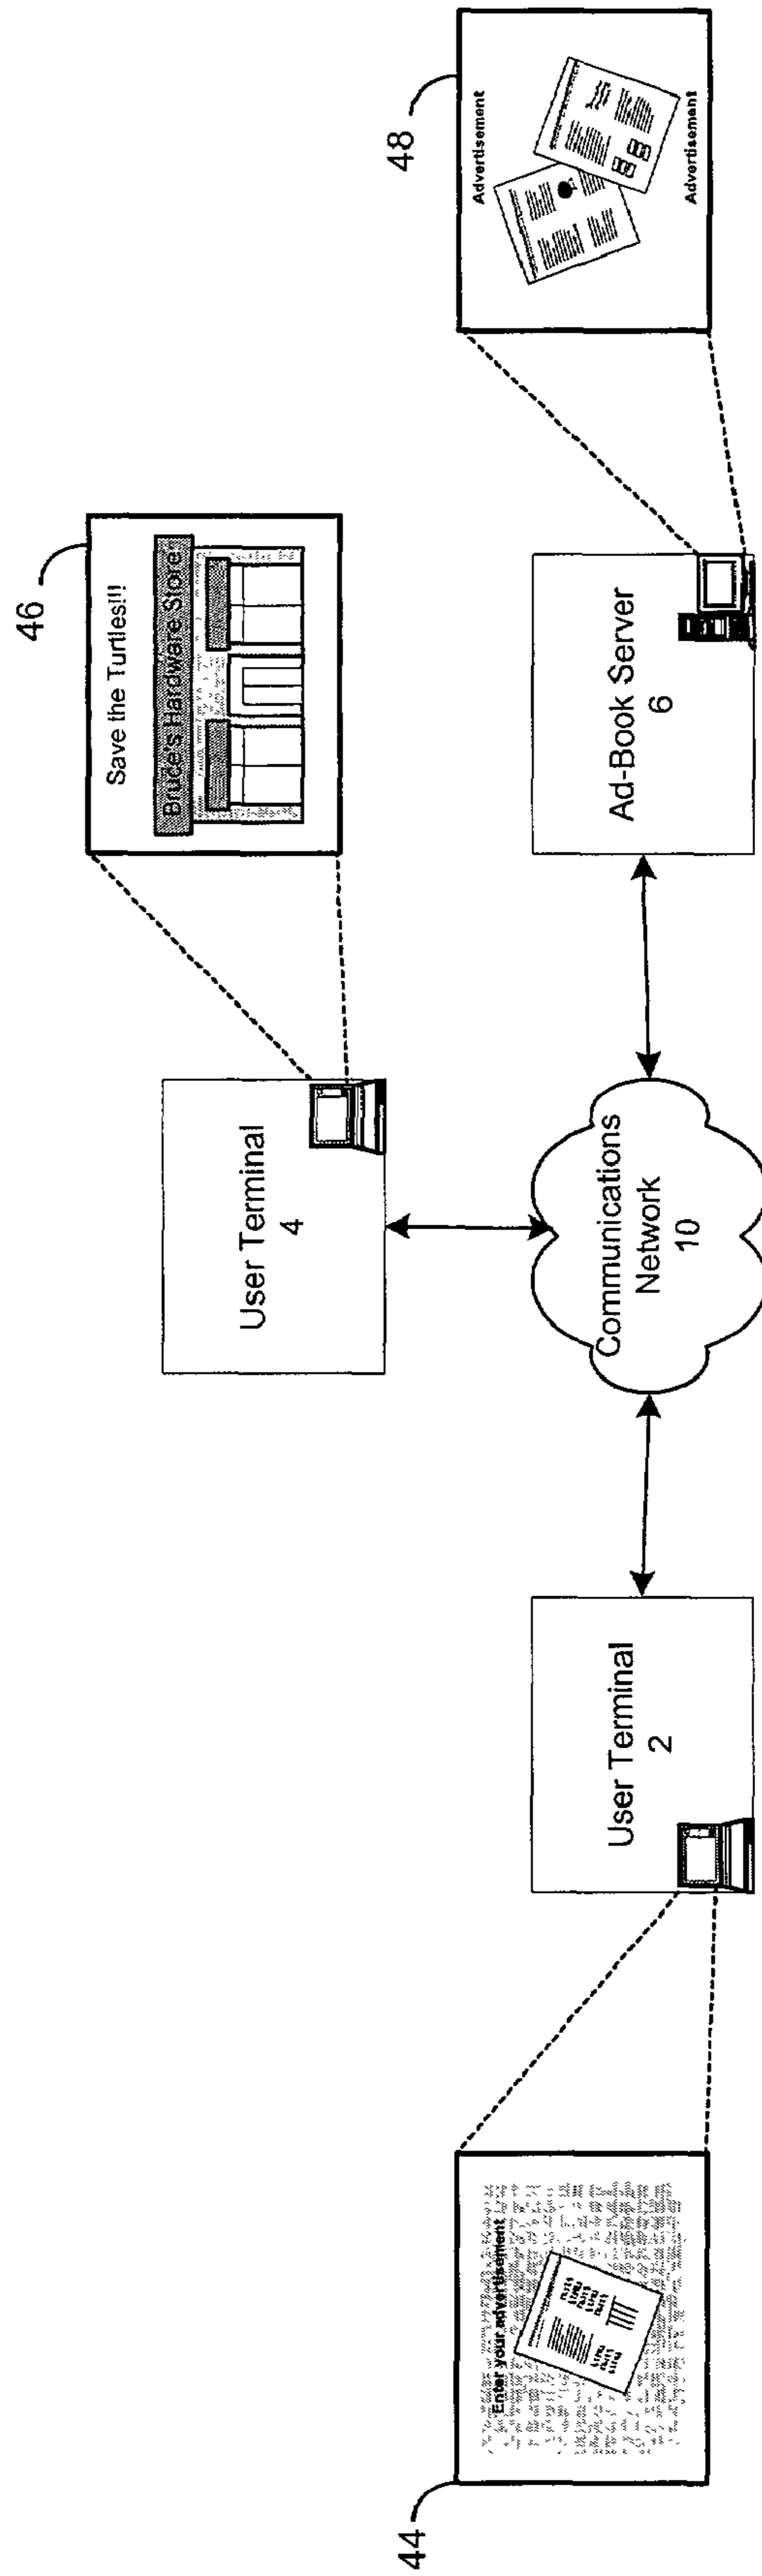 44
Enter your advertisement
User Terminal
2
Communications
Network
10
User Terminal
4
46
Save the Turtles!!!
Bruce's Hardware Store
Ad-Book Server
6
48
Advertisement
Advertisement